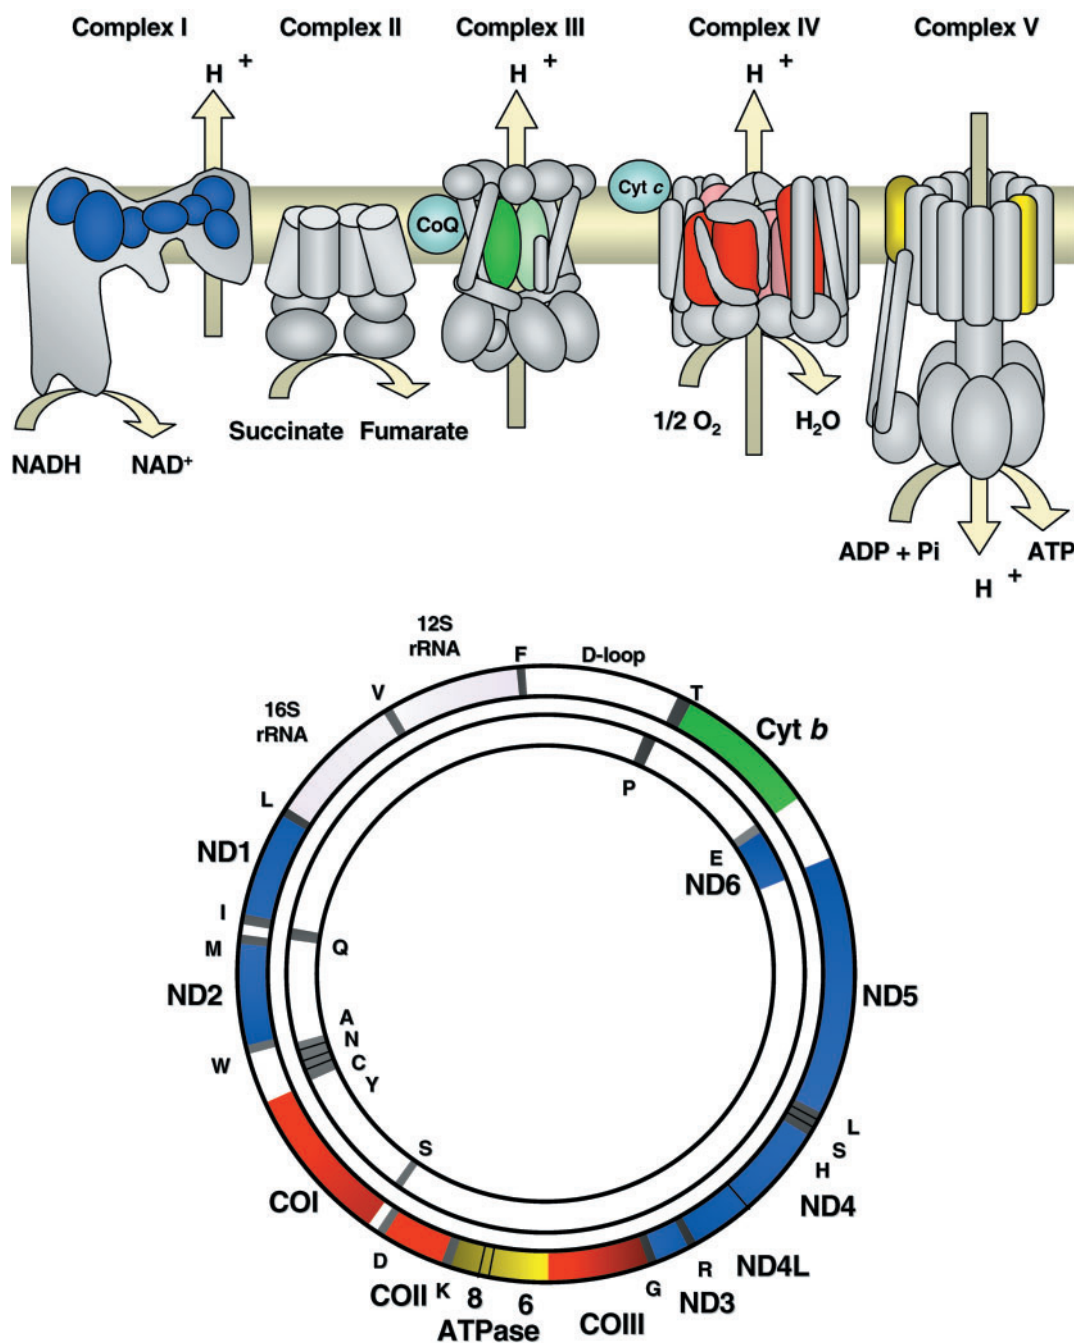 Complex I
Complex II
Complex III
Complex IV
Complex V
H +
H +
H +
CoQ
Cyt c
1/2 O₂
H₂O
Succinate
Fumarate
NADH
NAD⁺
ADP + Pi
ATP
H +
12S
rRNA
F
D-loop
T
V
16S
rRNA
Cyt b
P
L
ND1
E
ND6
I
M
Q
ND2
ND5
A
N
C
Y
W
L
S
H
S
COI
ND4
D
R
ND4L
COII
K
8
6
G
ND3
ATPase
COIII